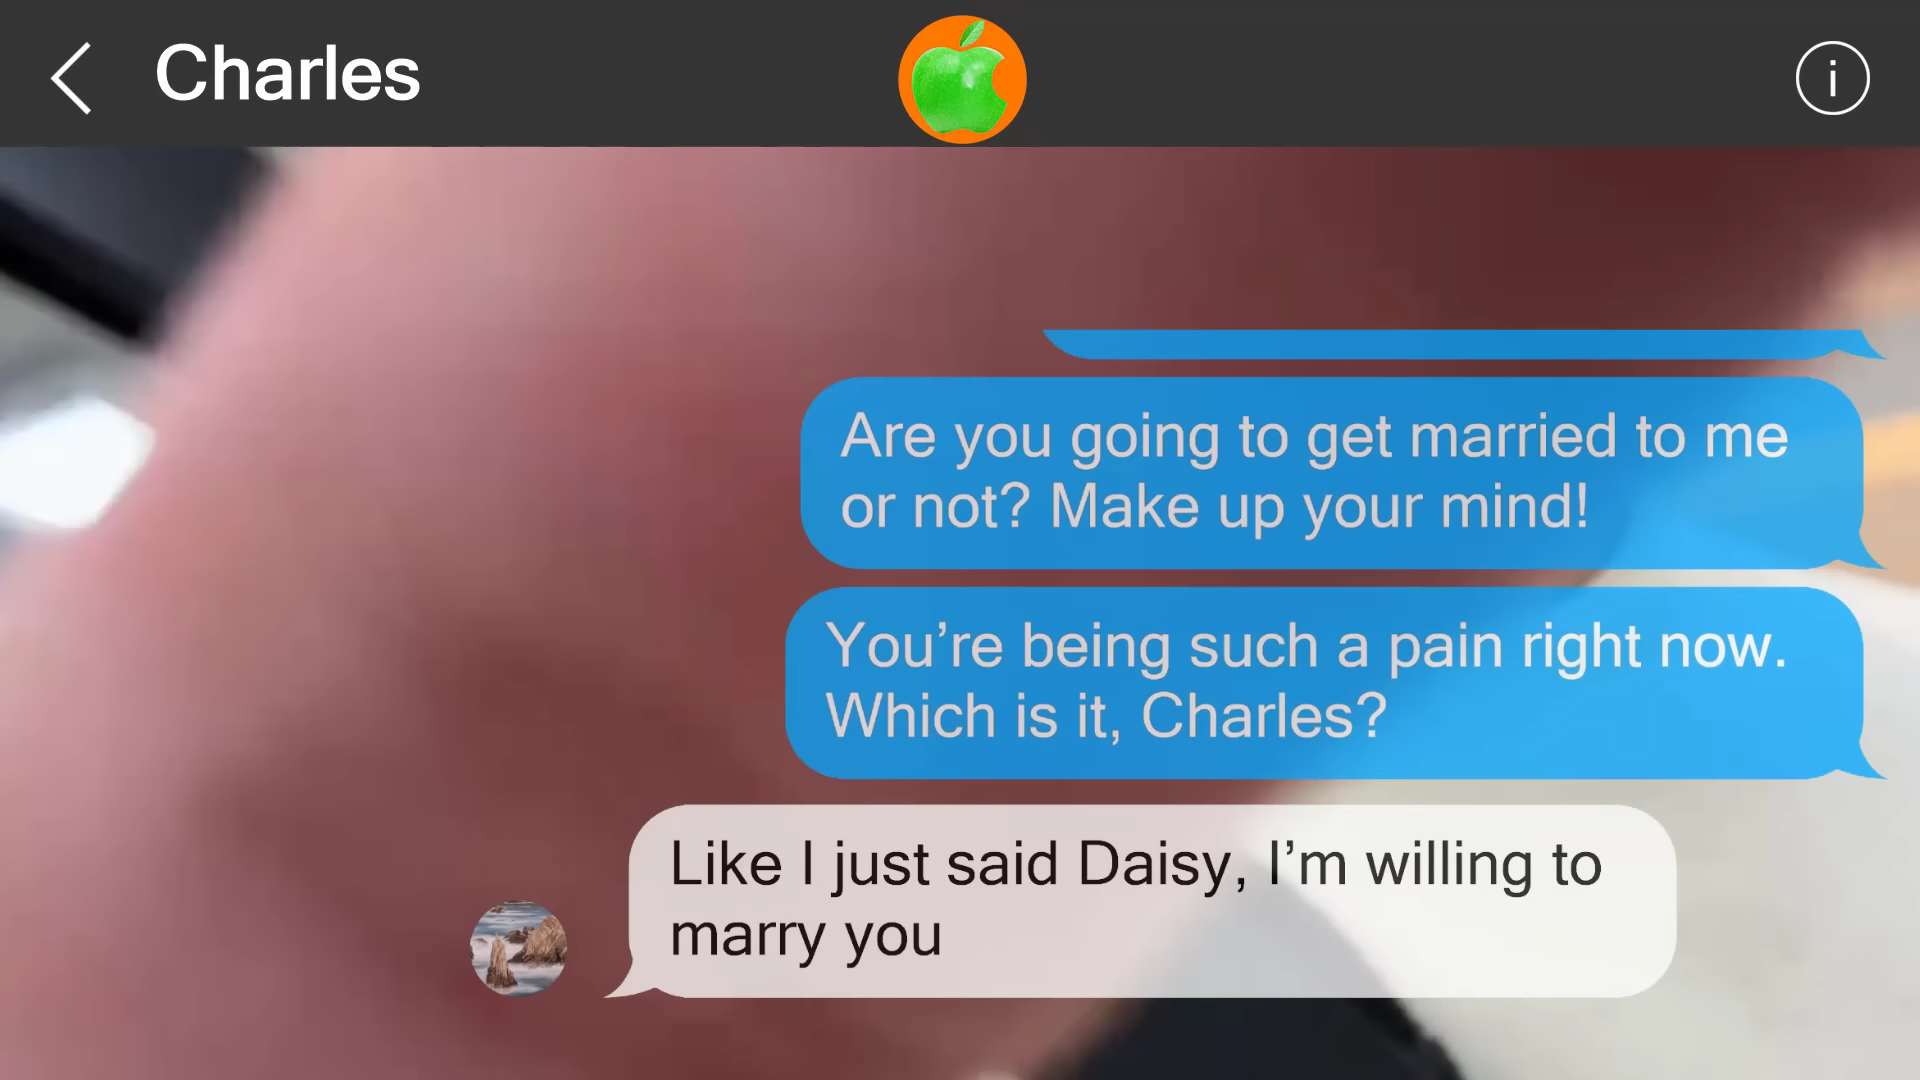 Charles
i
Are you going to get married to me
or not? Make up your mind!
You’re being such a pain right now.
Which is it, Charles?
Like I just said Daisy, I’m willing to
marry you